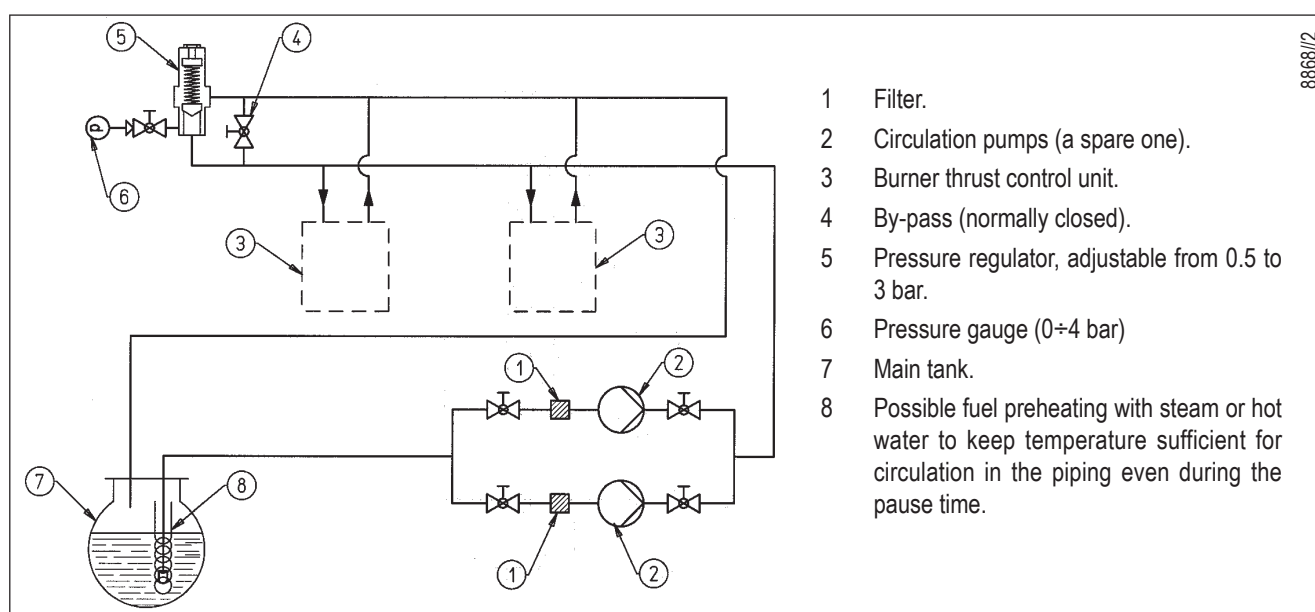 5
4
P
6
3
3
1
2
7
8
1
2
8868//2
1 Filter.
2 Circulation pumps (a spare one).
3 Burner thrust control unit.
4 By-pass (normally closed).
5 Pressure regulator, adjustable from 0.5 to
3 bar.
6 Pressure gauge (0÷4 bar)
7 Main tank.
8 Possible fuel preheating with steam or hot
water to keep temperature sufficient for
circulation in the piping even during the
pause time.